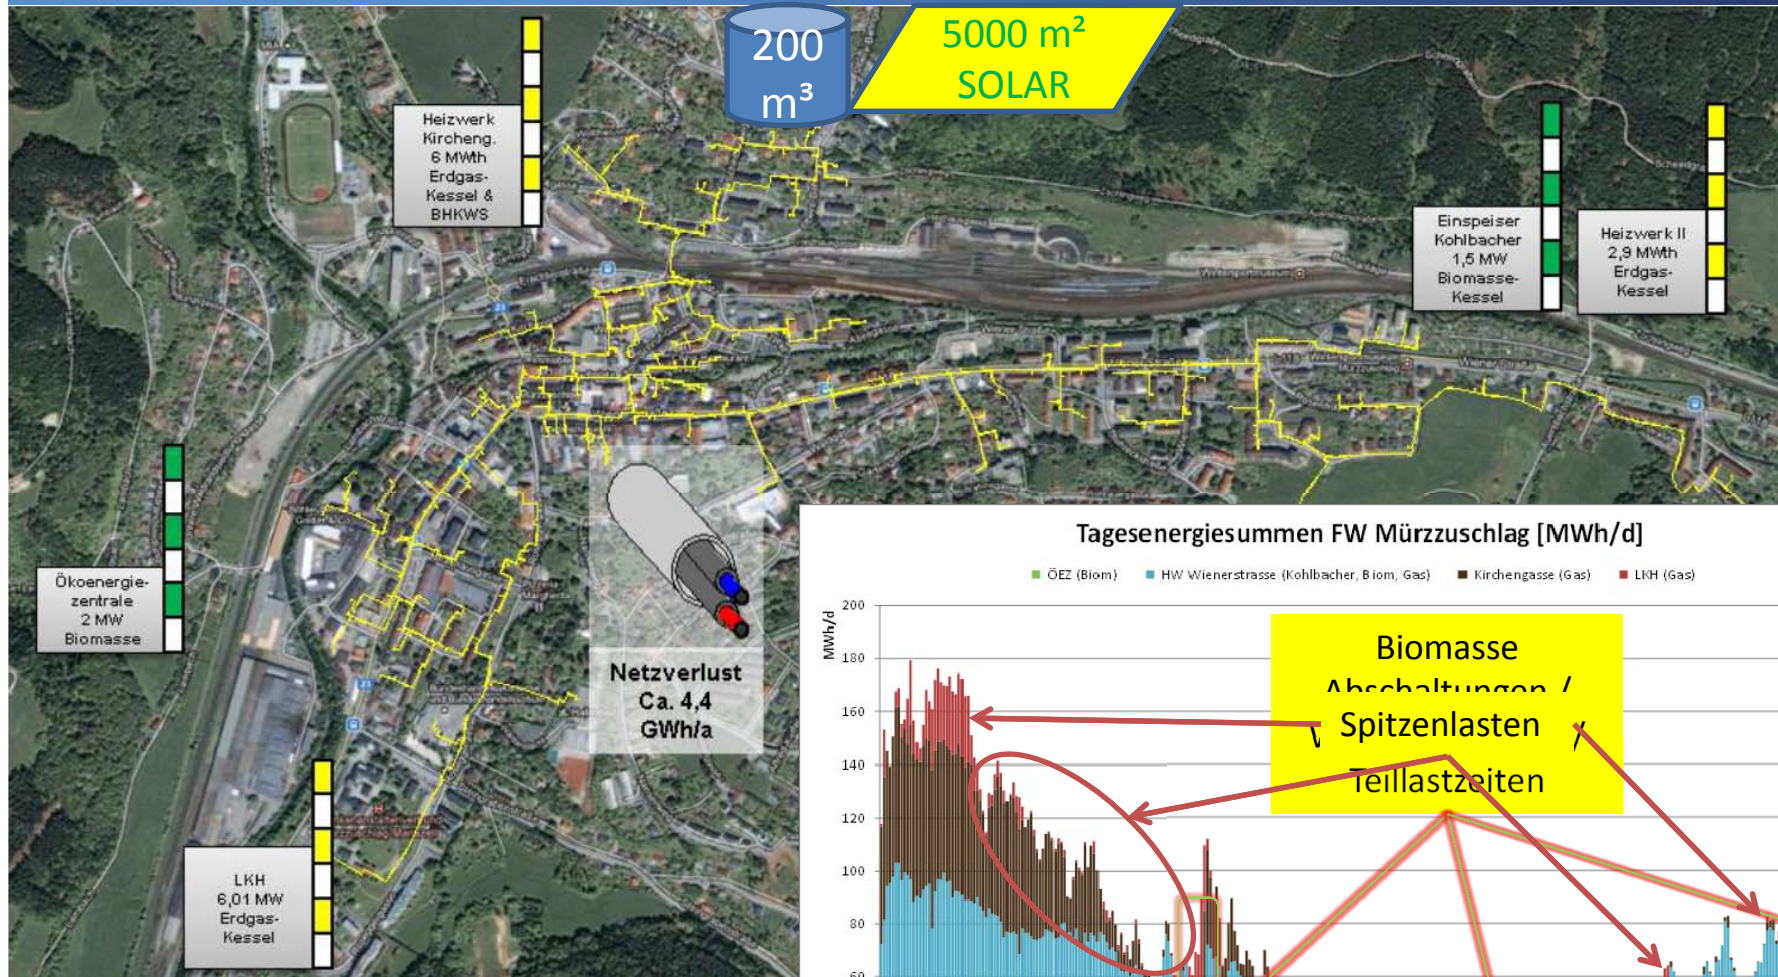 200
m³
5000 m²
SOLAR
Heizwerk
Kircheng.
6 MWth
Erdgas-
Kessel &
BHKWS
Einspeiser
Kohlbacher
1,5 MW
Biomasse-
Kessel
Heizwerk II
2,9 MWth
Erdgas-
Kessel
Wiener Straße
Ökoenergie-
zentrale
2 MW
Biomasse
Netzverlust
Ca. 4,4
GWh/a
LKH
6,01 MW
Erdgas-
Kessel
Tagesenergiesummen FW Mürzzuschlag [MWh/d]
ÖEZ (Biom) HW Wienerstrasse (Kohlbacher, Biom, Gas) Kirchengasse (Gas) LKH (Gas)
MWh/d
200
180
160
140
120
100
80
60
Biomasse
Abschaltungen /
Spitzenlasten
Teillastzeiten